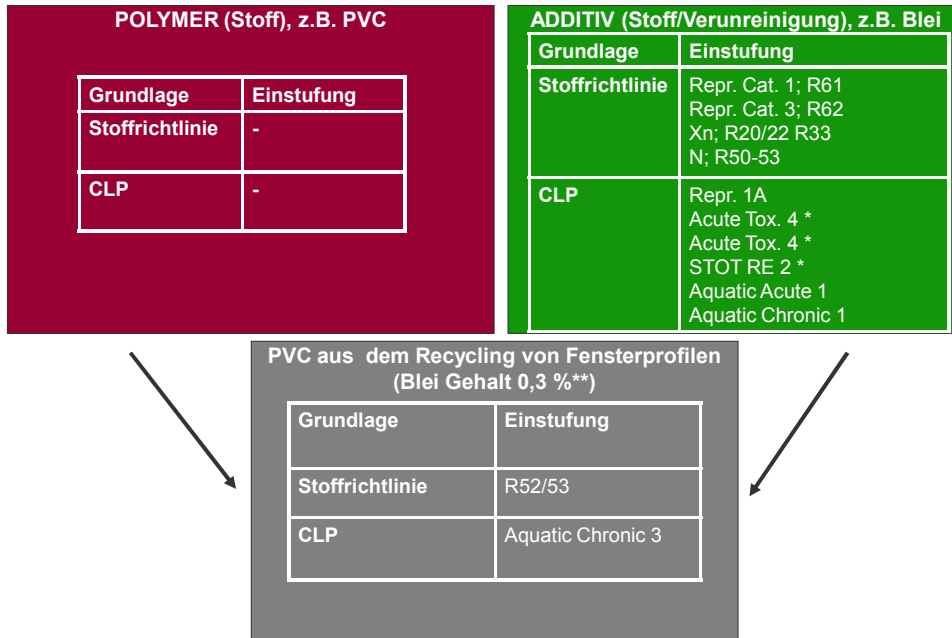 POLYMER (Stoff), z.B. PVC
Grundlage Einstufung
Stoffrichtlinie -
CLP -
ADDITIV (Stoff/Verunreinigung), z.B. Blei
Grundlage Einstufung
Stoffrichtlinie Repr. Cat. 1; R61
Repr. Cat. 3; R62
Xn; R20/22 R33
N; R50-53
CLP Repr. 1A
Acute Tox. 4 *
Acute Tox. 4 *
STOT RE 2 *
Aquatic Acute 1
Aquatic Chronic 1
PVC aus dem Recycling von Fensterprofilen
(Blei Gehalt 0,3 %**)
Grundlage Einstufung
Stoffrichtlinie R52/53
CLP Aquatic Chronic 3